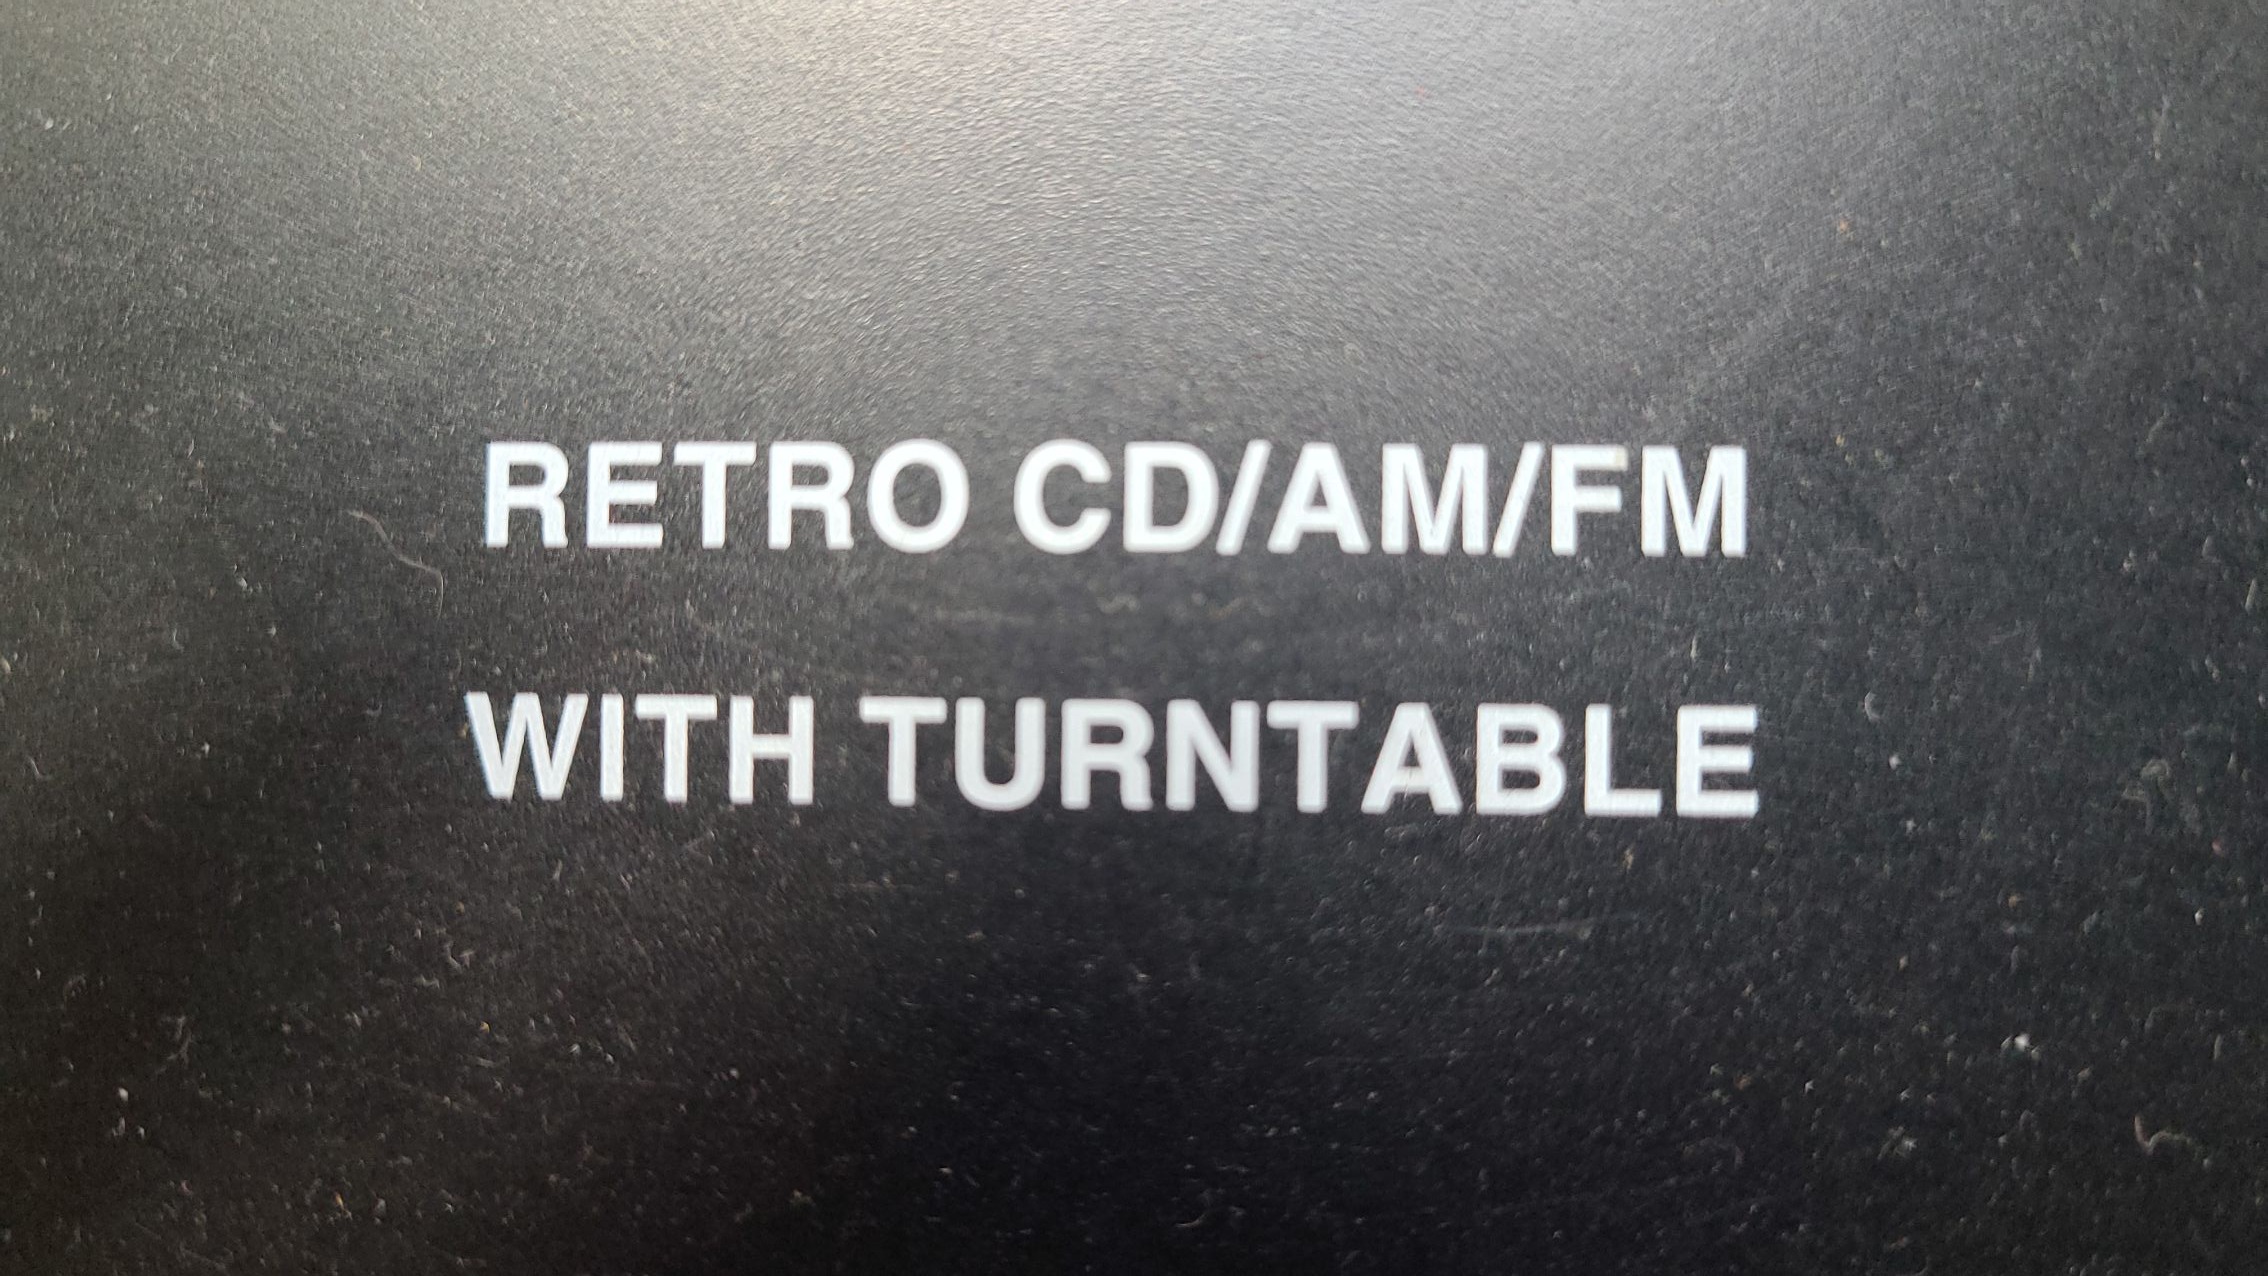 RETRO CD/AM/FM
WITH TURNTABLE